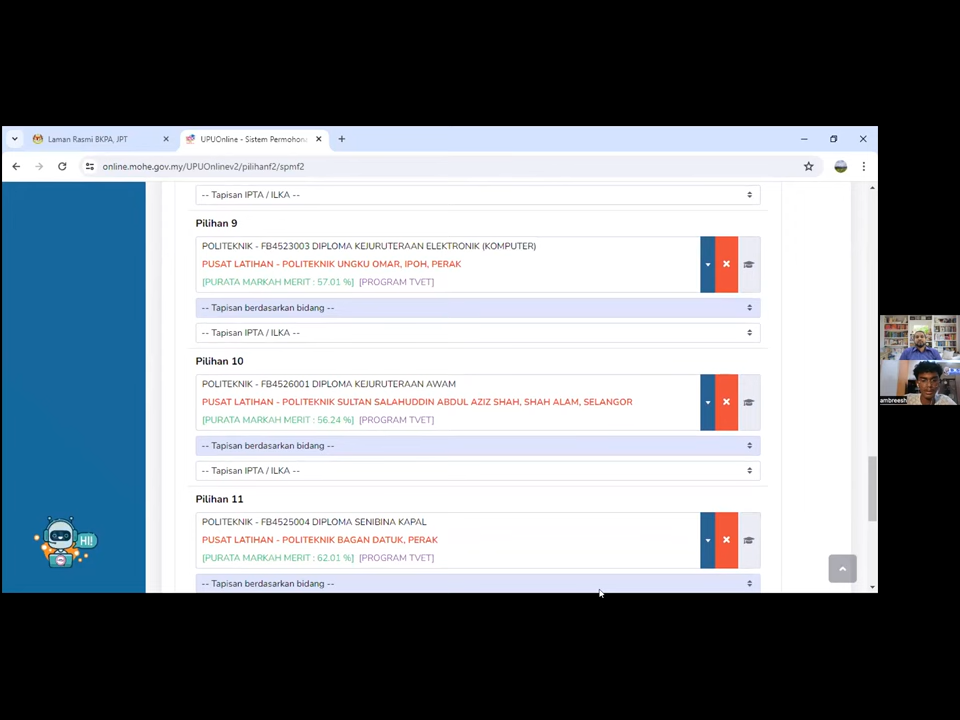 Laman Rasmi BKPA, JPT
UPUOnline - Sistem Permohon
online.mohe.gov.my/UPUOnlinev2/pilihanf2/spmf2
-- Tapisan IPTA / ILKA --
Pilihan 9
POLITEKNIK - FB4523003 DIPLOMA KEJURUTERAAN ELEKTRONIK (KOMPUTER)
PUSAT LATIHAN - POLITEKNIK UNGKU OMAR, IPOH, PERAK
[PURATA MARKAH MERIT : 57.01 %] [PROGRAM TVET]
-- Tapisan berdasarkan bidang --
-- Tapisan IPTA / ILKA --
Pilihan 10
POLITEKNIK - FB4526001 DIPLOMA KEJURUTERAAN AWAM
PUSAT LATIHAN - POLITEKNIK SULTAN SALAHUDDIN ABDUL AZIZ SHAH, SHAH ALAM, SELANGOR
[PURATA MARKAH MERIT : 56.24 %] [PROGRAM TVET]
-- Tapisan berdasarkan bidang --
-- Tapisan IPTA / ILKA --
Pilihan 11
POLITEKNIK - FB4525004 DIPLOMA SENIBINA KAPAL
PUSAT LATIHAN - POLITEKNIK BAGAN DATUK, PERAK
[PURATA MARKAH MERIT : 62.01 %] [PROGRAM TVET]
-- Tapisan berdasarkan bidang --
HI!
ambreesh